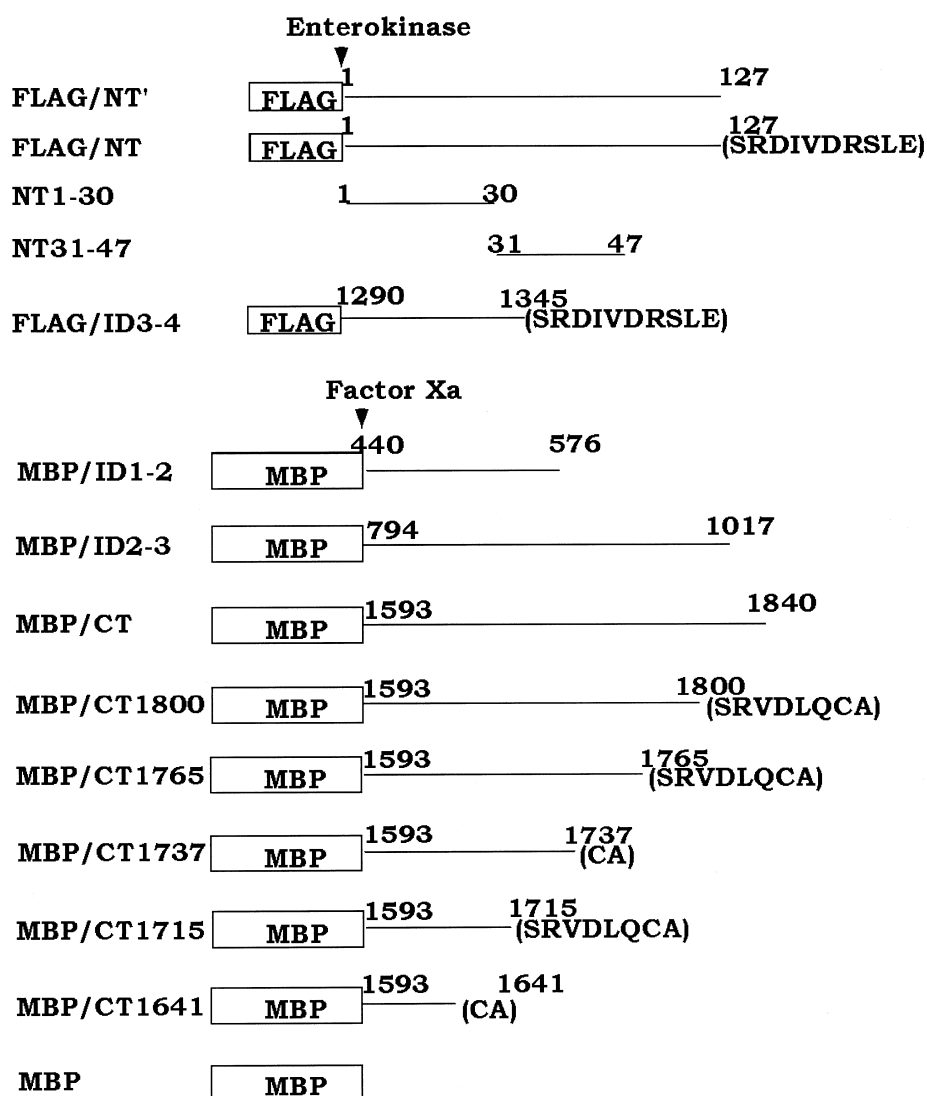 Enterokinase
FLAG/NT' FLAG 1 127
FLAG/NT FLAG 1 127 (SRDIVDRSLE)
NT1-30 1 30
NT31-47 31 47
FLAG/ID3-4 FLAG 1290 1345 (SRDIVDRSLE)
Factor Xa
MBP/ID1-2 MBP 440 576
MBP/ID2-3 MBP 794 1017
MBP/CT MBP 1593 1840
MBP/CT1800 MBP 1593 1800 (SRVDLQCA)
MBP/CT1765 MBP 1593 1765 (SRVDLQCA)
MBP/CT1737 MBP 1593 1737 (CA)
MBP/CT1715 MBP 1593 1715 (SRVDLQCA)
MBP/CT1641 MBP 1593 1641 (CA)
MBP MBP